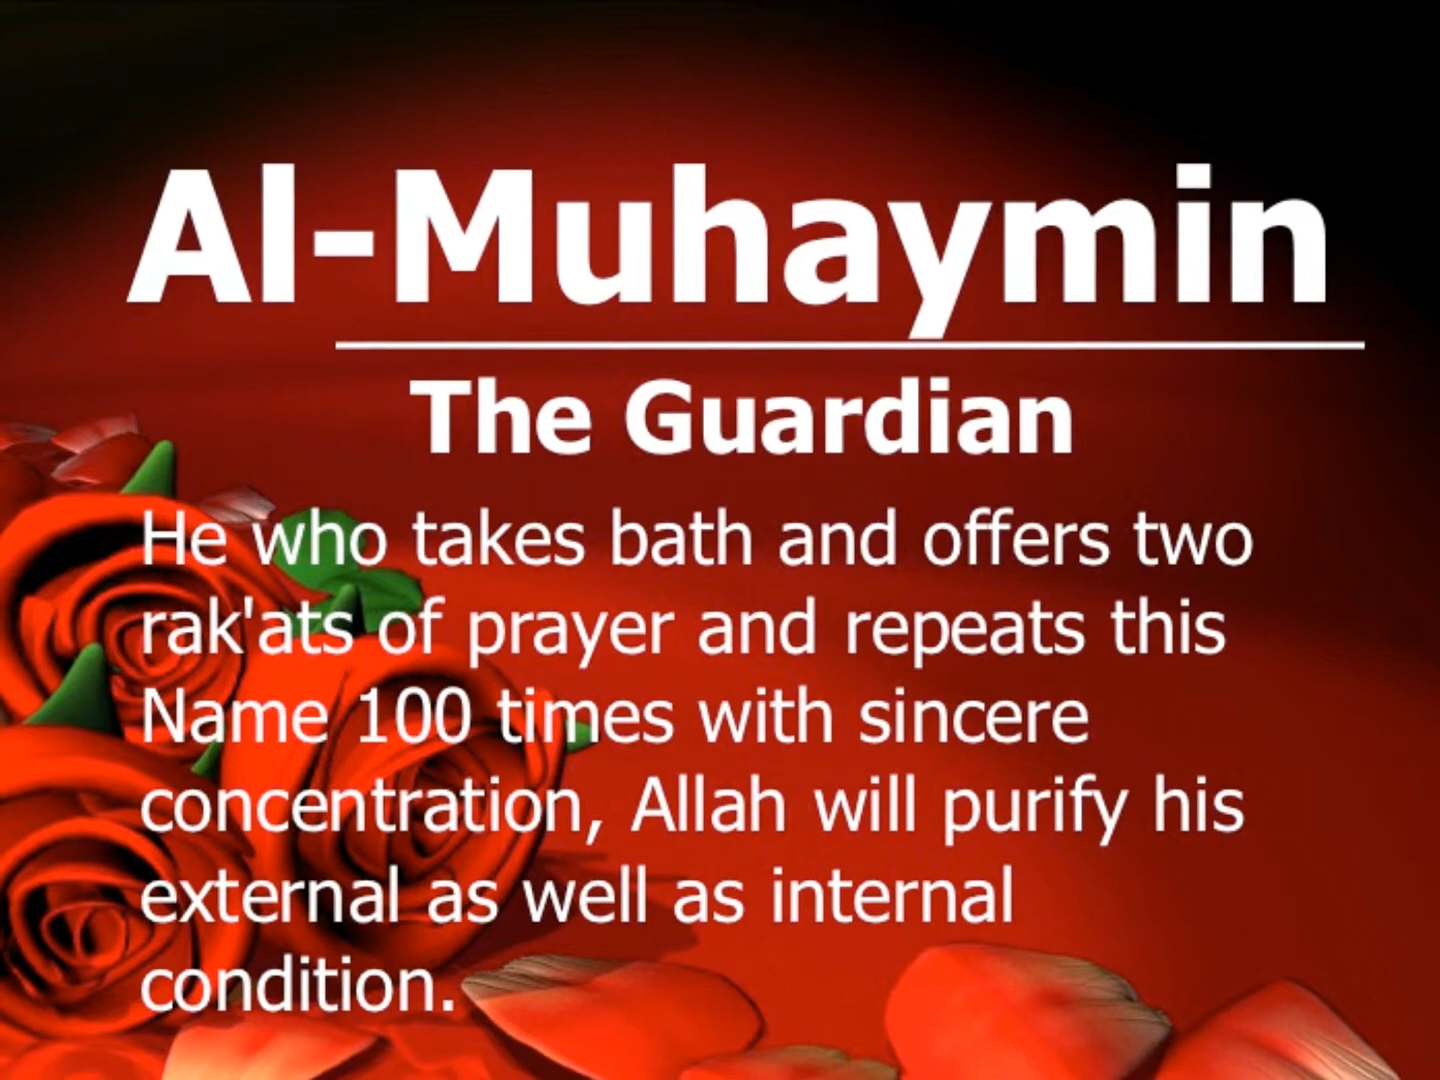 Al-Muhaymin
The Guardian
He who takes bath and offers two
rak'ats of prayer and repeats this
Name 100 times with sincere
concentration, Allah will purify his
external as well as internal
condition.